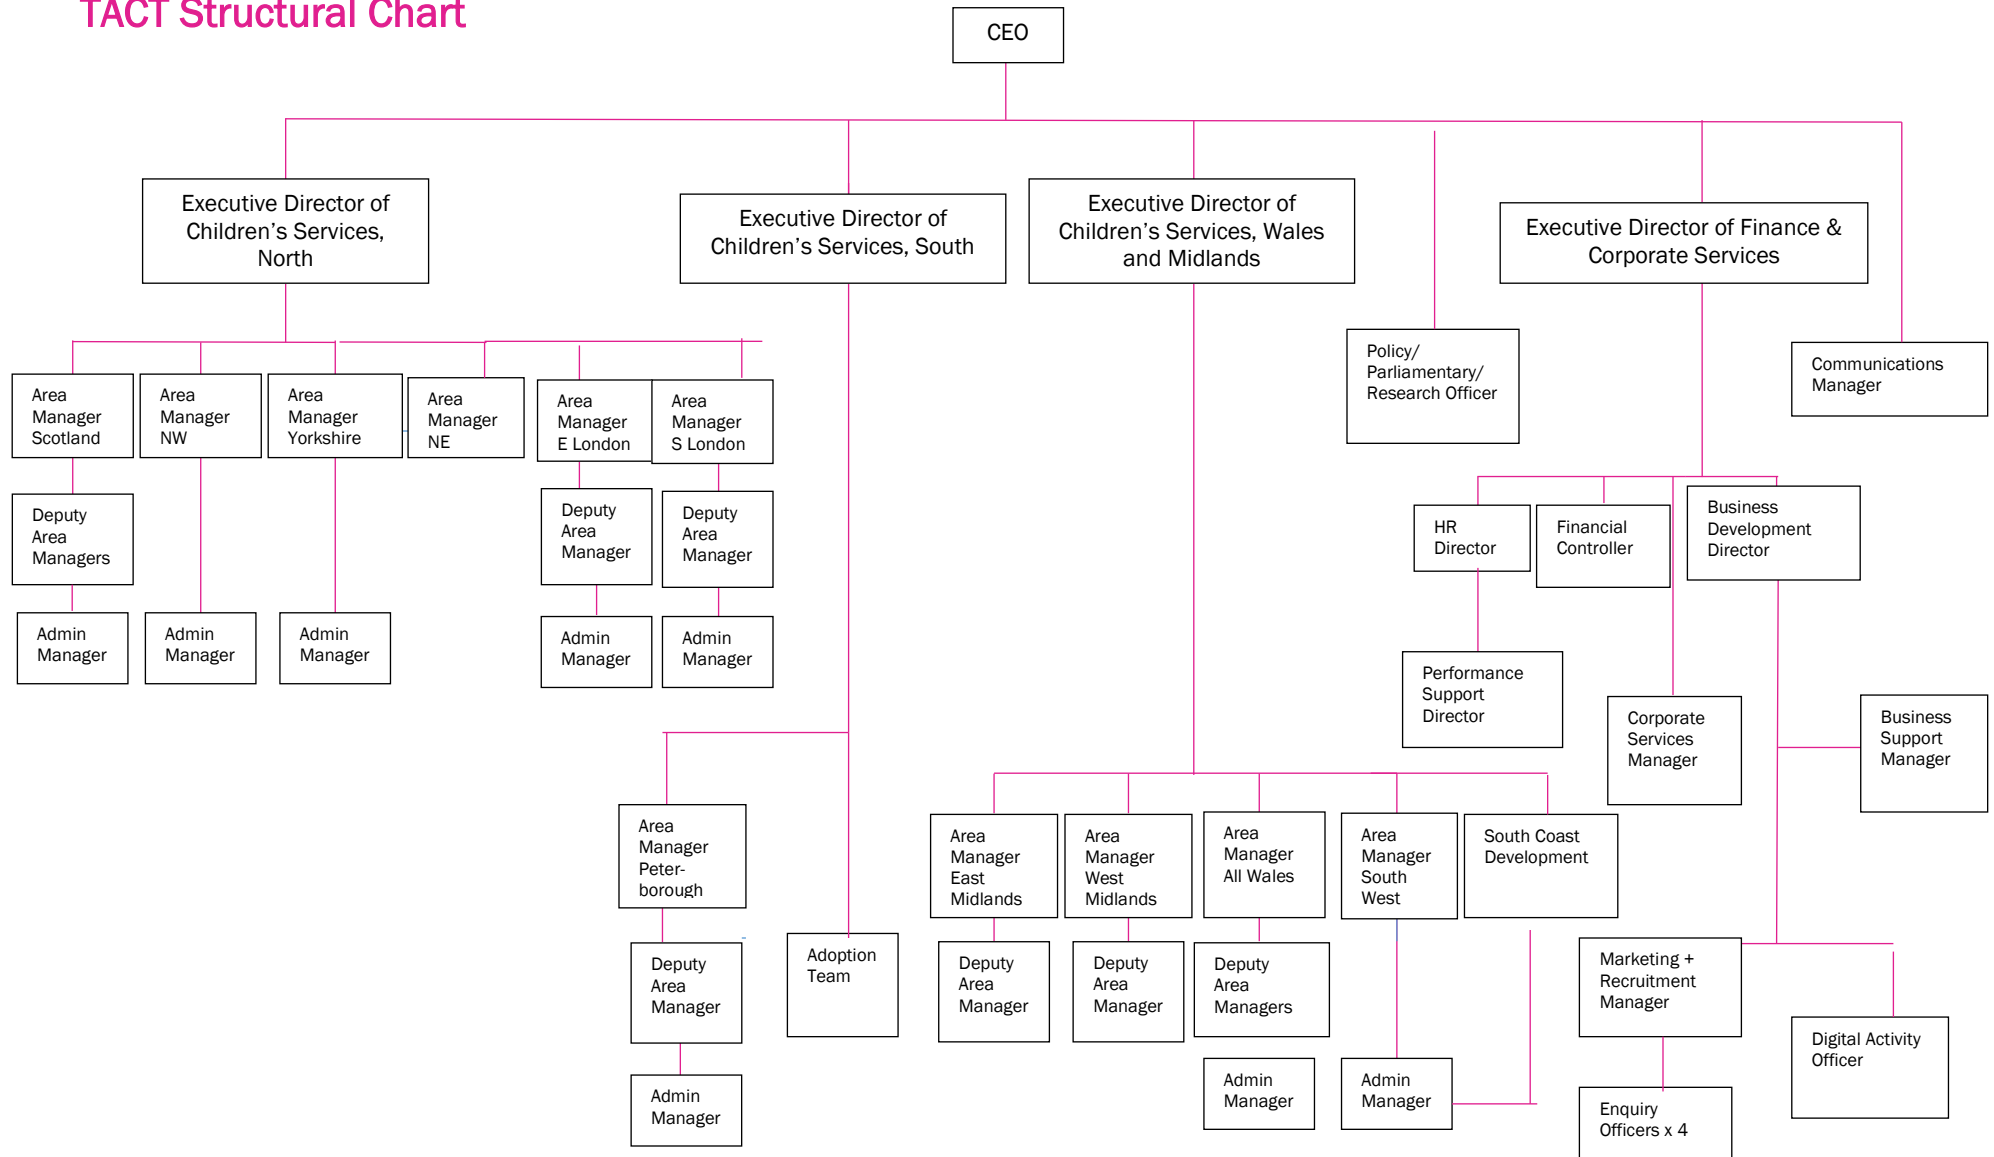 TACT Structural Chart
CEO
Executive Director of
Children’s Services,
North
Executive Director of
Children’s Services, South
Executive Director of
Children’s Services, Wales
and Midlands
Executive Director of Finance &
Corporate Services
Policy/
Parliamentary/
Research Officer
Communications
Manager
Area
Manager
Scotland
Area
Manager
NW
Area
Manager
Yorkshire
Area
Manager
NE
Area
Manager
E London
Area
Manager
S London
Deputy
Area
Managers
Deputy
Area
Manager
Deputy
Area
Manager
Admin
Manager
Admin
Manager
Admin
Manager
Admin
Manager
Admin
Manager
HR
Director
Financial
Controller
Business
Development
Director
Performance
Support
Director
Corporate
Services
Manager
Business
Support
Manager
Area
Manager
Peter-
borough
Area
Manager
East
Midlands
Area
Manager
West
Midlands
Area
Manager
All Wales
Area
Manager
South
West
South Coast
Development
Deputy
Area
Manager
Adoption
Team
Deputy
Area
Manager
Deputy
Area
Manager
Deputy
Area
Managers
Marketing +
Recruitment
Manager
Digital Activity
Officer
Admin
Manager
Admin
Manager
Admin
Manager
Enquiry
Officers x 4